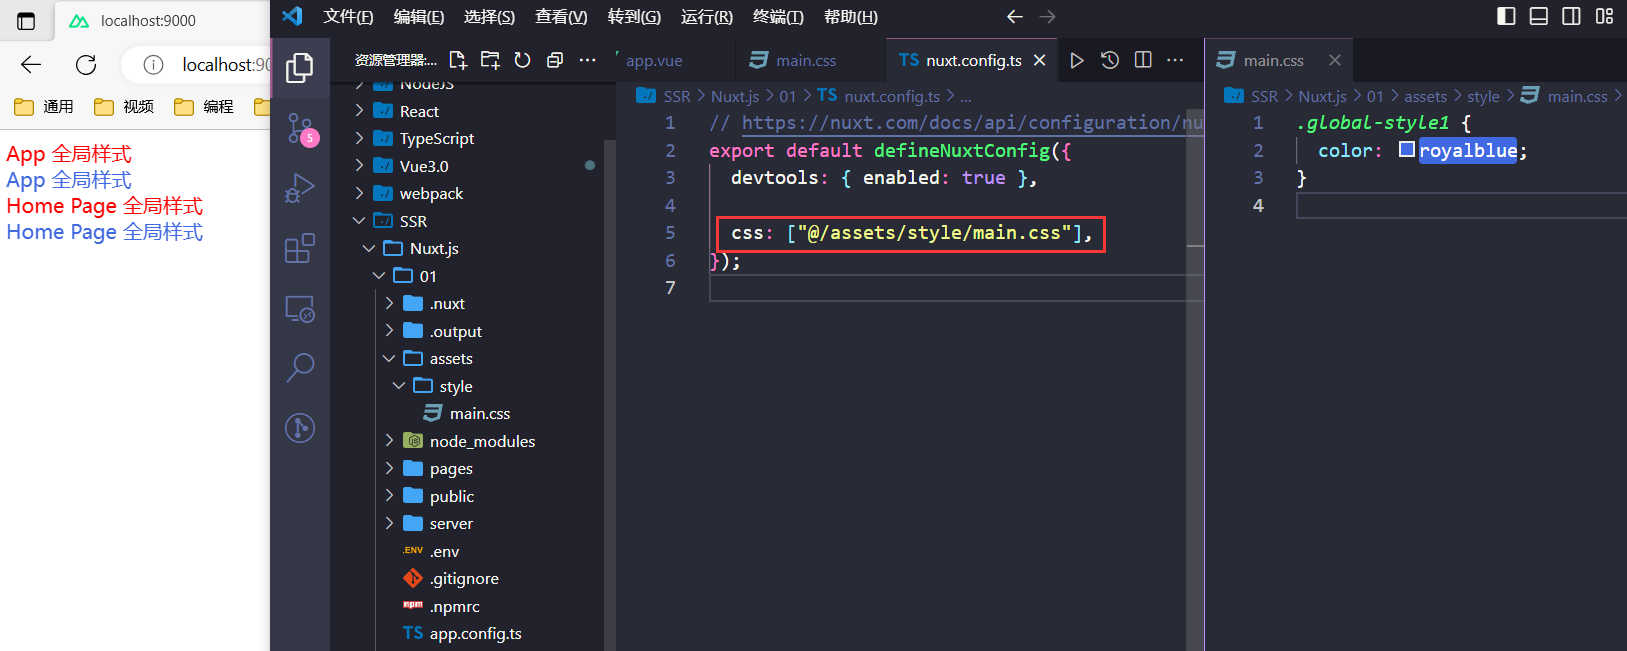 localhost:9000
localhost:90
通用
视频
编程
App 全局样式
App 全局样式
Home Page 全局样式
Home Page 全局样式
文件(F) 编辑(E) 选择(S) 查看(V) 转到(G) 运行(R) 终端(T) 帮助(H)
5
资源管理器:...
NodeJS
React
TypeScript
Vue3.0
webpack
SSR
Nuxt.js
01
.nuxt
.output
assets
style
main.css
node_modules
pages
public
server
.ENV .env
.gitignore
npm .npmrc
TS app.config.ts
app.vue
main.css
TS nuxt.config.ts
SSR > Nuxt.js > 01 > TS nuxt.config.ts > ...
1 // https://nuxt.com/docs/api/configuration/nu
2 export default defineNuxtConfig({
3 devtools: { enabled: true },
4
5 css: ["@/assets/style/main.css"],
6 });
7
main.css
SSR > Nuxt.js > 01 > assets > style > main.css >
1 .global-style1 {
2 color: royalblue;
3 }
4